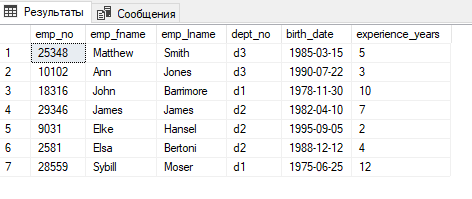 Результаты Сообщения
emp_no emp_fname emp_lname dept_no birth_date experience_years
1 25348 Matthew Smith d3 1985-03-15 5
2 10102 Ann Jones d3 1990-07-22 3
3 18316 John Barrimore d1 1978-11-30 10
4 29346 James James d2 1982-04-10 7
5 9031 Elke Hansel d2 1995-09-05 2
6 2581 Elsa Bertoni d2 1988-12-12 4
7 28559 Sybill Moser d1 1975-06-25 12